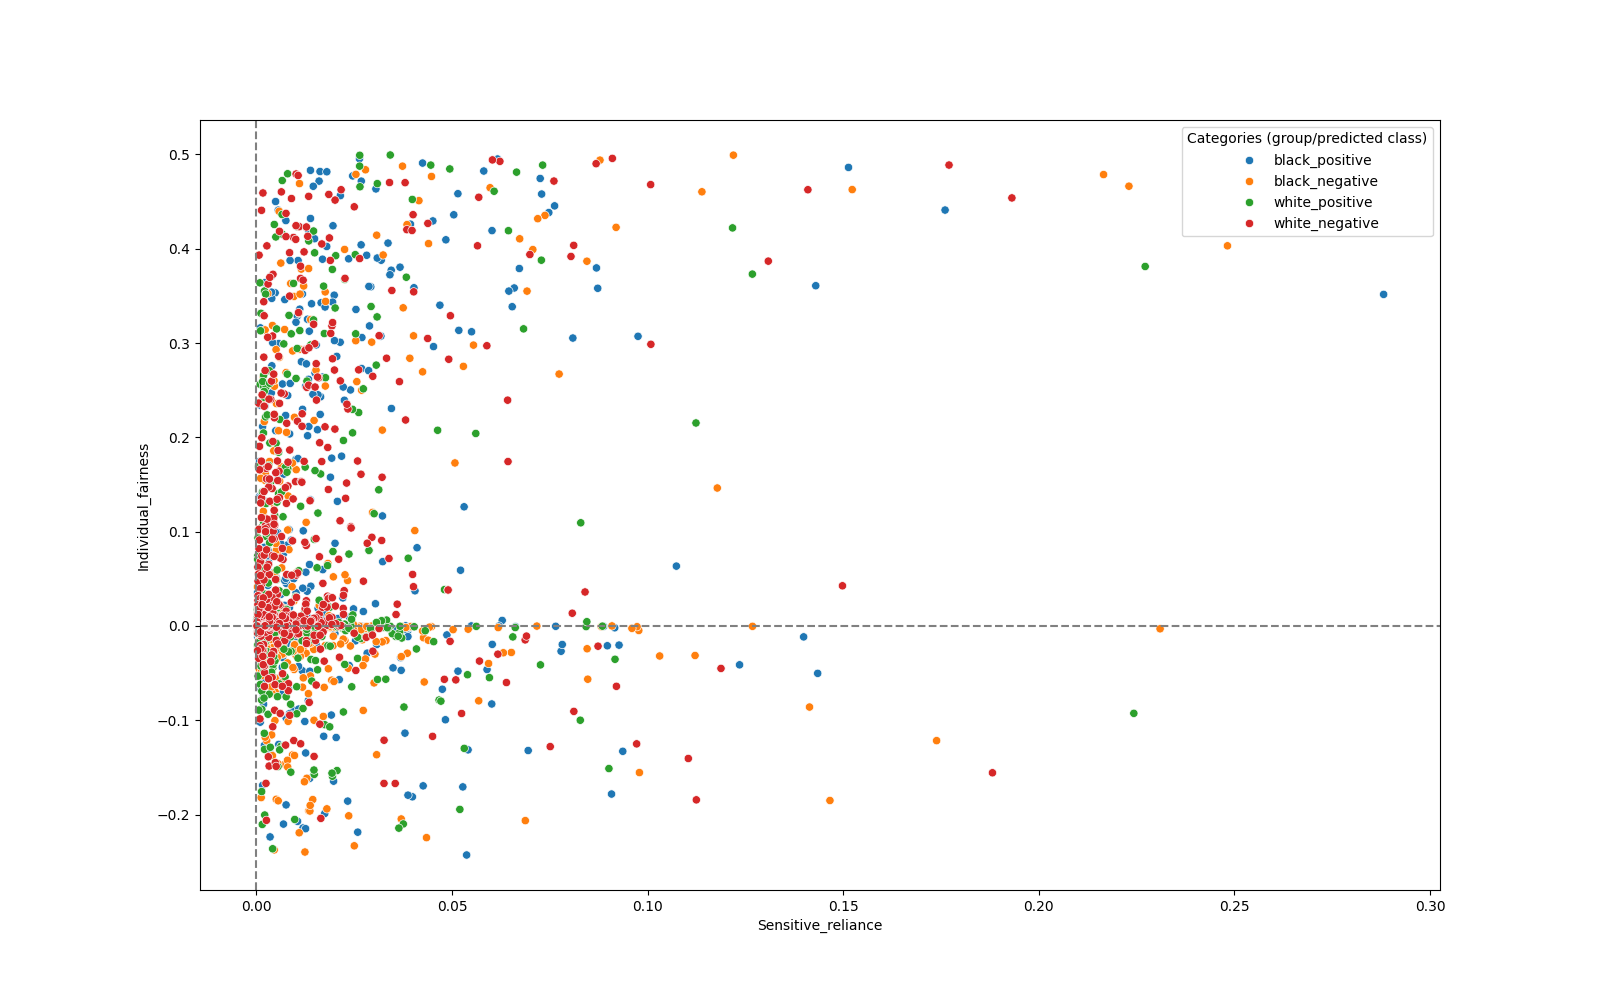 Categories (group/predicted class)
black_positive
black_negative
white_positive
white_negative
0.5
0.4
0.3
0.2
0.1
0.0
−0.1
−0.2
Individual_fairness
0.00
0.05
0.10
0.15
0.20
0.25
0.30
Sensitive_reliance